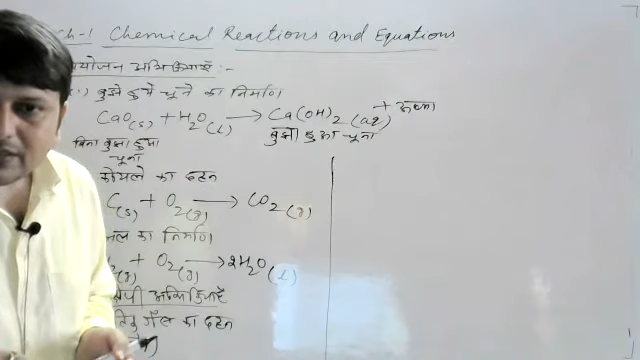 Ch-1 Chemical Reactions and Equations
योजन अभिक्रियाएँ :-
बुझे हुये चूने का निर्माण
CaO(s) + H2O(l) → Ca(OH)2(aq) + ऊष्मा
बिना बुझा हुआ चूना
बुझा हुआ चूना
कोयले का दहन
C(s) + O2(g) → CO2(g)
जल का निर्माण
(g) + O2(g) → 2H2O(l)
अभिक्रियाएँ
गैस का दहन